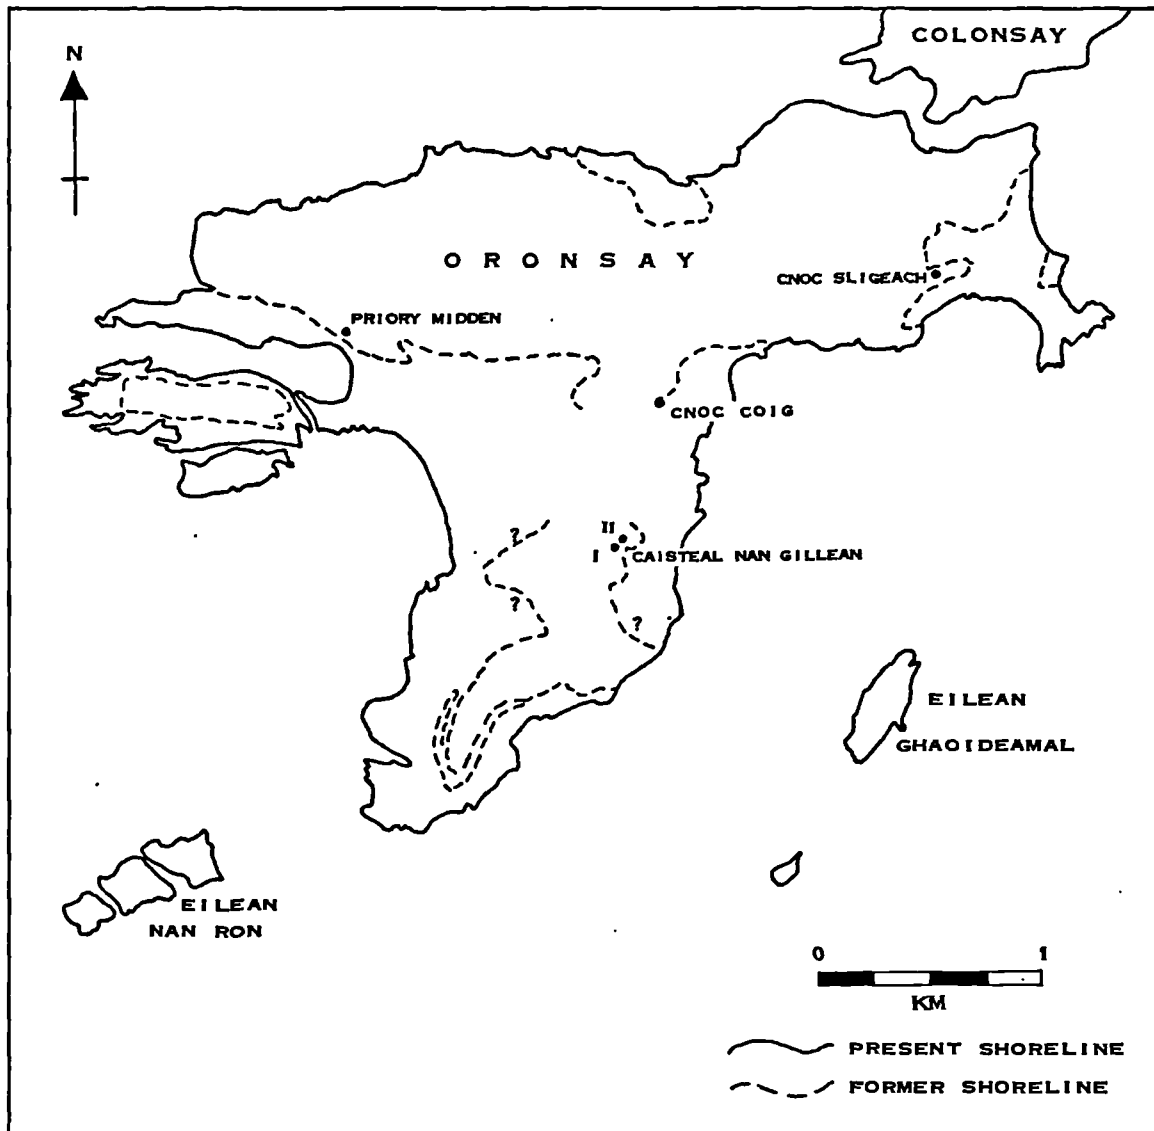 COLONSAY
N
ORONSAY
CNOC SLIGEACH
PRIORY MIDDEN
CNOC COIG
?
II
I
CAISTEAL NAN GILLEAN
?
?
EILEAN
GHAOIDEAMAL
EILEAN
NAN RON
0 1
KM
PRESENT SHORELINE
FORMER SHORELINE